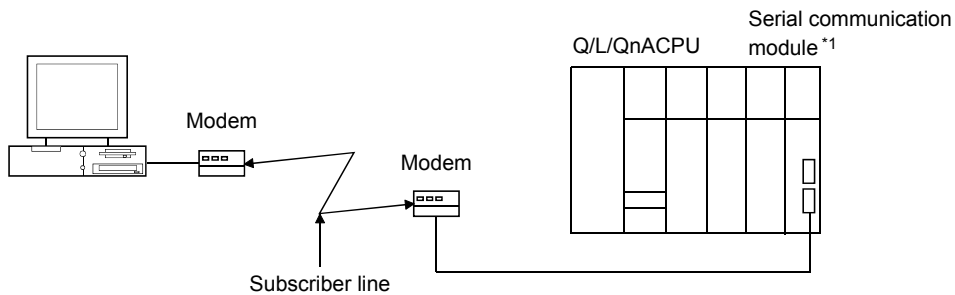 Serial communication
module *1
Q/L/QnACPU
Modem
Modem
Subscriber line